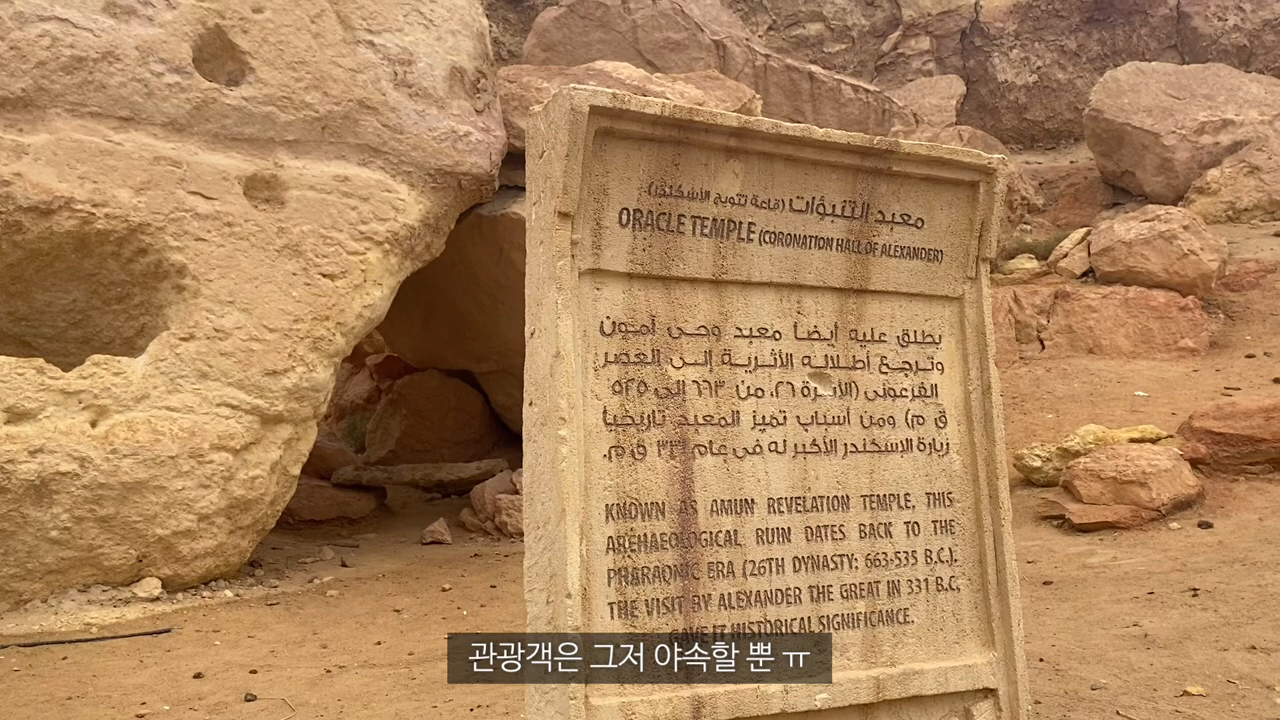 معبد التنبؤات (قاعة تتويج الأسكندر)
ORACLE TEMPLE (CORONATION HALL OF ALEXANDER)
يطلق عليه أيضا معبد وحى آمون
وترجع أطلاله الأثرية إلى العصر
الفرعونى (الأسرة ٢٦، من ٦٦٣ الى ٥٢٥
ق م) ومن أسباب تميز المعبد تاريخياً
زيارة الإسكندر الأكبر له فى عام ٣٣١ ق.م.
KNOWN AS AMUN REVELATION TEMPLE, THIS
ARCHAEOLOGICAL RUIN DATES BACK TO THE
PHARAONIC ERA (26TH DYNASTY: 663-535 B.C.).
THE VISIT BY ALEXANDER THE GREAT IN 331 B.C,
GAVE IT HISTORICAL SIGNIFICANCE.
관광객은 그저 야속할 뿐 ㅠ